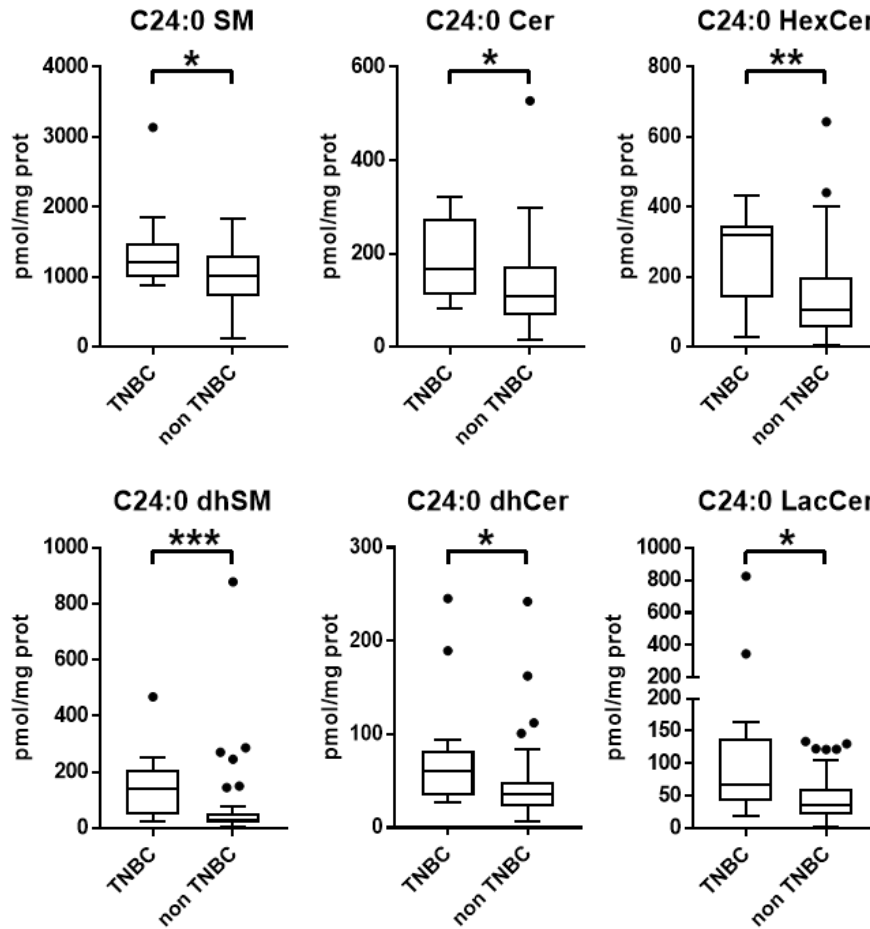 C24:0 SM
*
pmol/mg prot
4000
3000
2000
1000
0
TNBC
non TNBC
C24:0 Cer
*
pmol/mg prot
600
400
200
0
TNBC
non TNBC
C24:0 HexCer
**
pmol/mg prot
800
600
400
200
0
TNBC
non TNBC
C24:0 dhSM
***
pmol/mg prot
1000
800
600
400
200
0
TNBC
non TNBC
C24:0 dhCer
*
pmol/mg prot
300
200
100
0
TNBC
non TNBC
C24:0 LacCer
*
pmol/mg prot
1000
800
600
400
200
200
150
100
50
0
TNBC
non TNBC